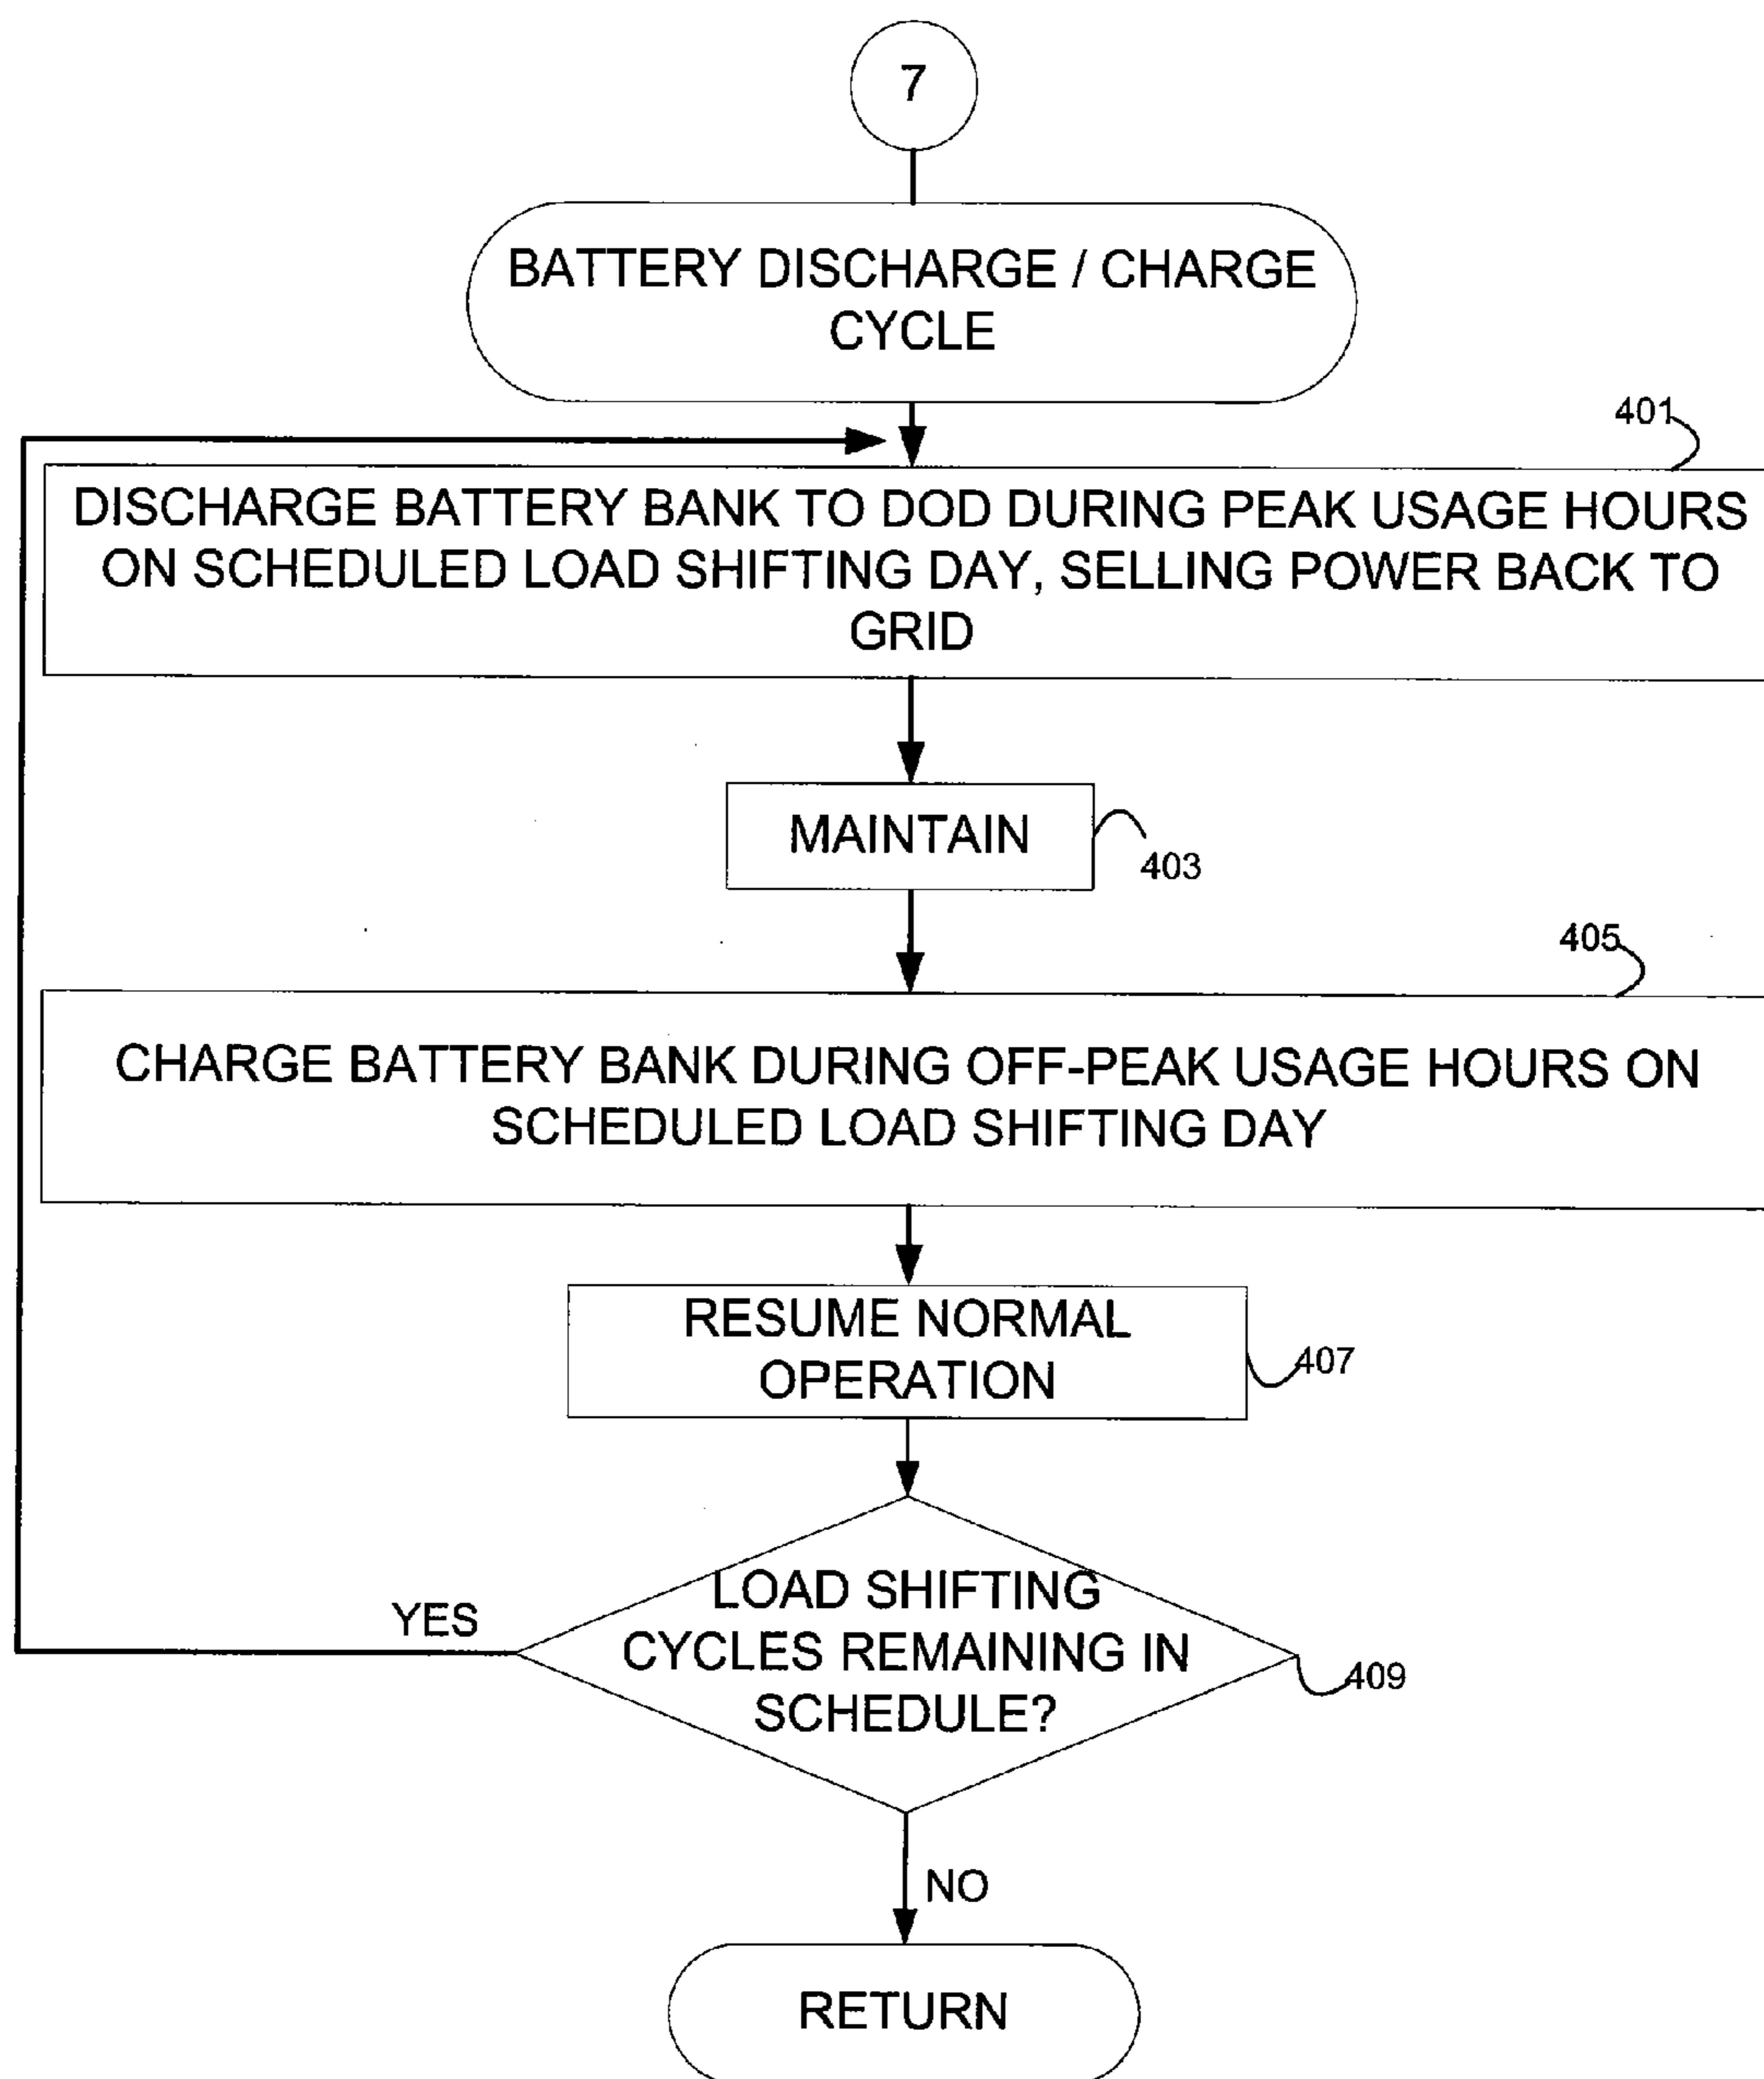 7
BATTERY DISCHARGE / CHARGE
CYCLE
401
DISCHARGE BATTERY BANK TO DOD DURING PEAK USAGE HOURS
ON SCHEDULED LOAD SHIFTING DAY, SELLING POWER BACK TO
GRID
MAINTAIN
403
405
CHARGE BATTERY BANK DURING OFF-PEAK USAGE HOURS ON
SCHEDULED LOAD SHIFTING DAY
RESUME NORMAL
OPERATION
407
LOAD SHIFTING
CYCLES REMAINING IN
SCHEDULE?
YES
409
NO
RETURN